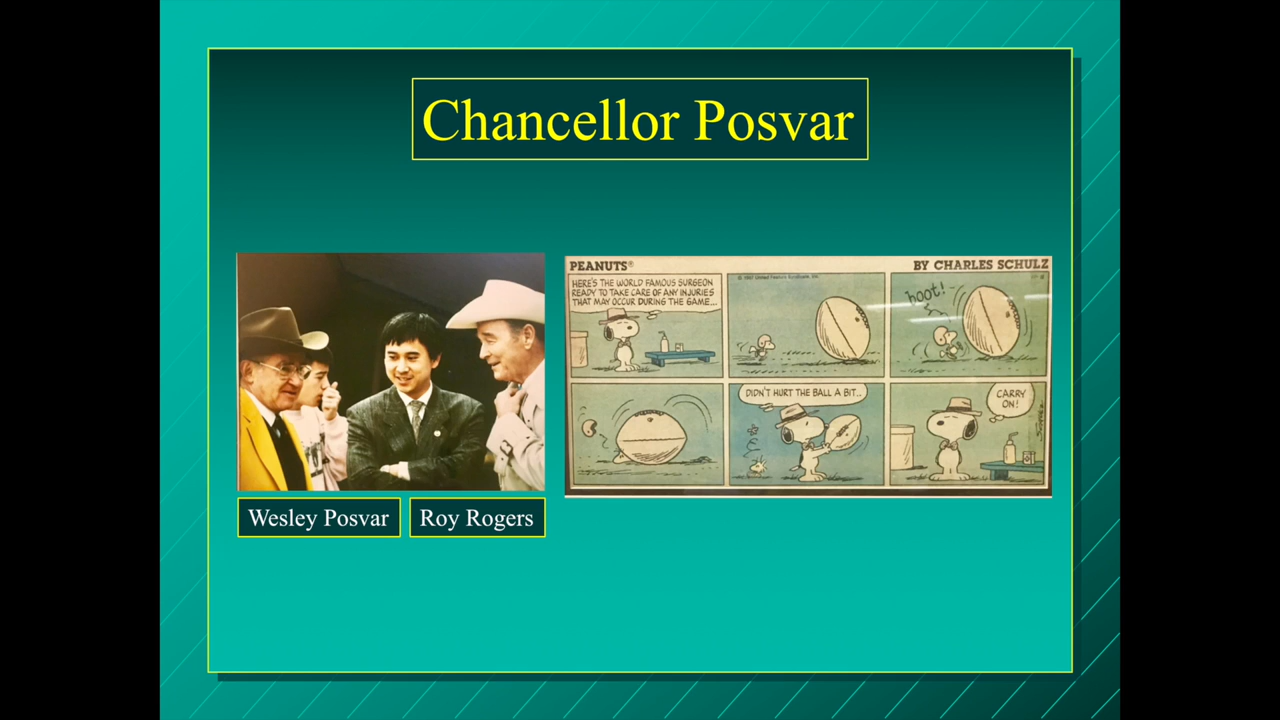 Chancellor Posvar
PEANUTS®
BY CHARLES SCHULZ
HERE'S THE WORLD FAMOUS SURGEON
READY TO TAKE CARE OF ANY INJURIES
THAT MAY OCCUR DURING THE GAME...
hoot!
DIDN'T HURT THE BALL A BIT...
CARRY
ON!
Wesley Posvar
Roy Rogers